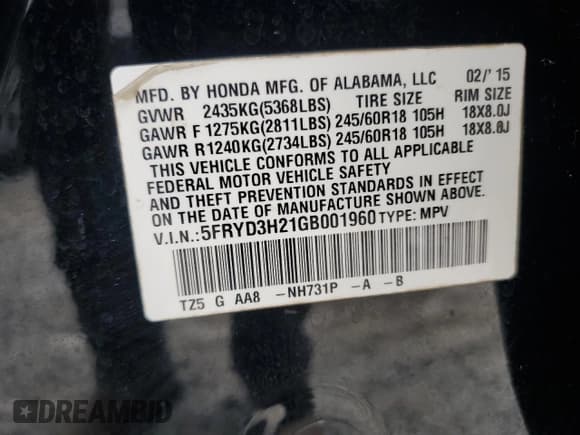 MFD. BY HONDA MFG. OF ALABAMA, LLC 02/'15
GVWR 2435KG(5368LBS) TIRE SIZE RIM SIZE
GAWR F 1275KG(2811LBS) 245/60R18 105H 18X8.0J
GAWR R 1240KG(2734LBS) 245/60R18 105H 18X8.0J
THIS VEHICLE CONFORMS TO ALL APPLICABLE
FEDERAL MOTOR VEHICLE SAFETY
AND THEFT PREVENTION STANDARDS IN EFFECT
ON THE DATE OF MANUFACTURE SHOWN ABOVE.
V.I.N.: 5FRYD3H21GB001960 TYPE: MPV
TZ5 G AA8 -NH731P -A -B
DREAMBID